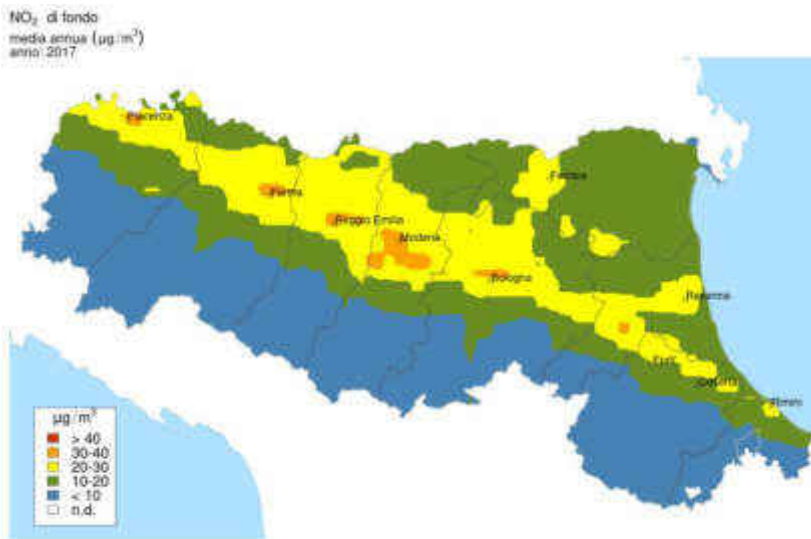 NO₂ di fondo
media annua (µg/m³)
anno: 2017
Piacenza
Parma
Reggio Emilia
Modena
Ferrara
Bologna
Ravenna
Forlì
Cesena
Rimini
µg/m³
> 40
30-40
20-30
10-20
< 10
n.d.